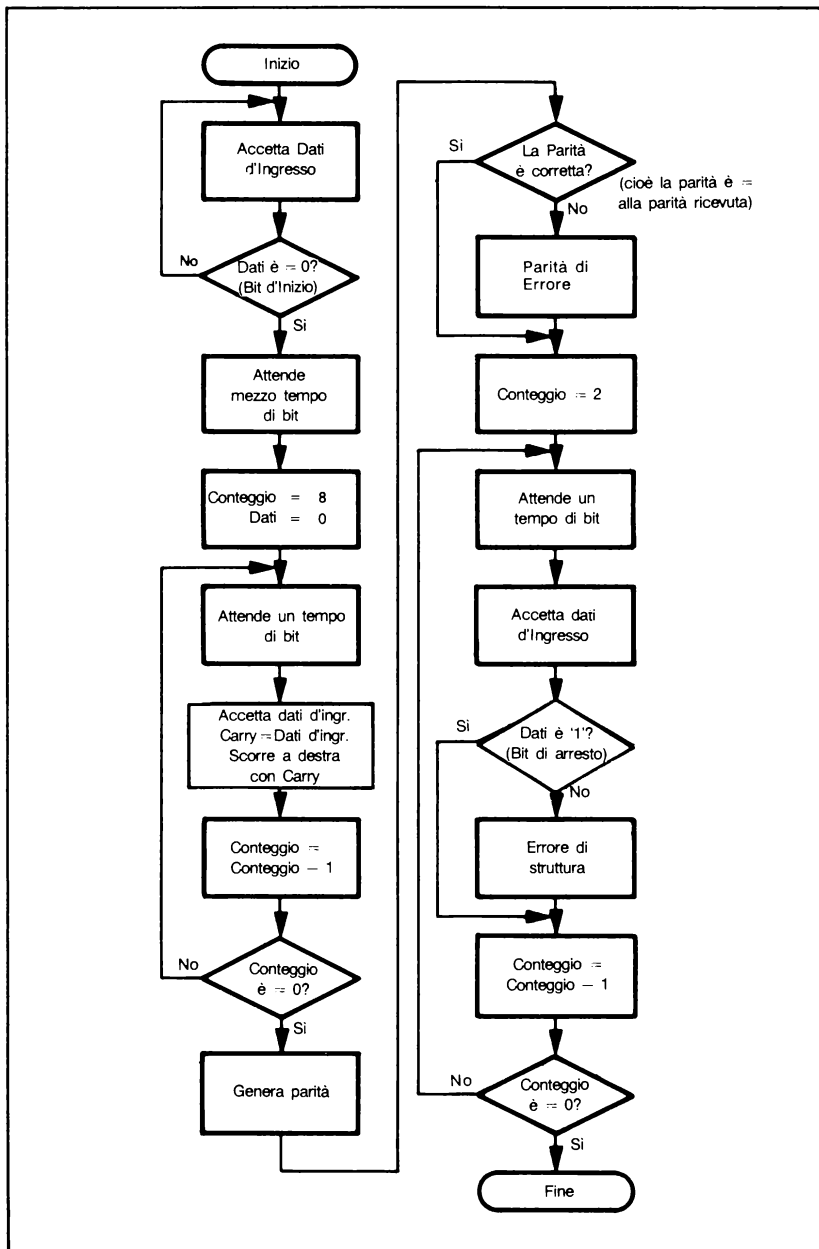 Inizio
Accetta Dati
d'Ingresso
No
Dati è = 0?
(Bit d'Inizio)
Si
Attende
mezzo tempo
di bit
Conteggio = 8
Dati = 0
Attende un tempo
di bit
Accetta dati d'ingr.
Carry = Dati d'ingr.
Scorre a destra
con Carry
Conteggio =
Conteggio – 1
No
Conteggio
è = 0?
Si
Genera parità
Si
La Parità
è corretta?
(cioè la parità è =
alla parità ricevuta)
No
Parità di
Errore
Conteggio = 2
Attende un
tempo di bit
Accetta dati
d'Ingresso
Si
Dati è '1'?
(Bit di arresto)
No
Errore di
struttura
Conteggio =
Conteggio – 1
No
Conteggio
è = 0?
Si
Fine